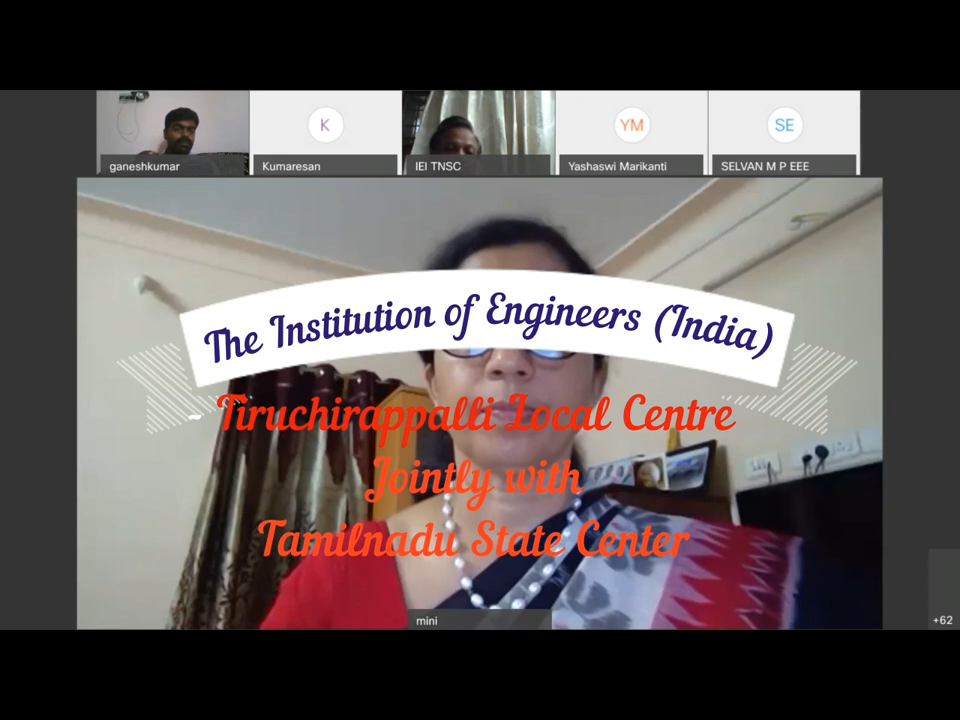 ganeshkumar
K
Kumaresan
IEI TNSC
YM
Yashaswi Marikanti
SE
SELVAN M P EEE
The Institution of Engineers (India)
~ Tiruchirappalli Local Centre
Jointly with
Tamilnadu State Center
mini
+62